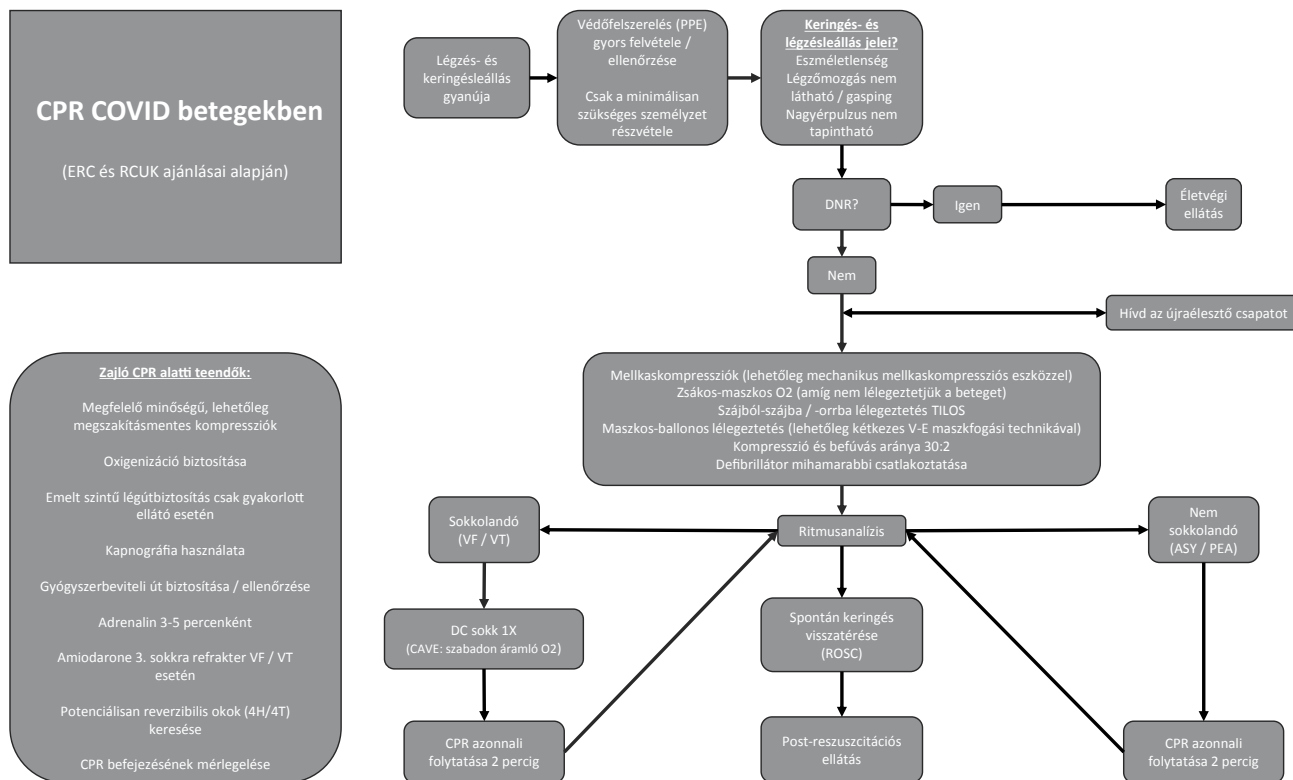 CPR COVID betegekben
(ERC és RCUK ajánlásai alapján)
Légzés- és
keringésleállás
gyanúja
Védőfelszerelés (PPE)
gyors felvétele /
ellenőrzése
Csak a minimálisan
szükséges személyzet
részvétele
Keringés- és
légzésleállás jelei?
Eszméletlenség
Légzőmozgás nem
látható / gasping
Nagyérpulzus nem
tapintható
DNR?
Igen
Életvégi
ellátás
Nem
Hívd az újraélesztő csapatot
Mellkaskompressziók (lehetőleg mechanikus mellkaskompressziós eszközzel)
Zsákos-maszkos O2 (amíg nem lélegeztetjük a beteget)
Szájból-szájba / -orrba lélegeztetés TILOS
Maszkos-ballonos lélegeztetés (lehetőleg kétkezes V-E maszkfogási technikával)
Kompresszió és befúvás aránya 30:2
Defibrillátor mihamarabbi csatlakoztatása
Ritmusanalízis
Sokkolandó
(VF / VT)
DC sokk 1X
(CAVE: szabadon áramló O2)
CPR azonnali
folytatása 2 percig
Spontán keringés
visszatérése
(ROSC)
Post-reszuszcitációs
ellátás
Nem
sokkolandó
(ASY / PEA)
CPR azonnali
folytatása 2 percig
Zajló CPR alatti teendők:
Megfelelő minőségű, lehetőleg
megszakításmentes kompressziók
Oxigenizáció biztosítása
Emelt szintű légútbiztosítás csak gyakorlott
ellátó esetén
Kapnográfia használata
Gyógyszerbeviteli út biztosítása / ellenőrzése
Adrenalin 3-5 percenként
Amiodarone 3. sokkra refrakter VF / VT
esetén
Potenciálisan reverzibilis okok (4H/4T)
keresése
CPR befejezésének mérlegelése